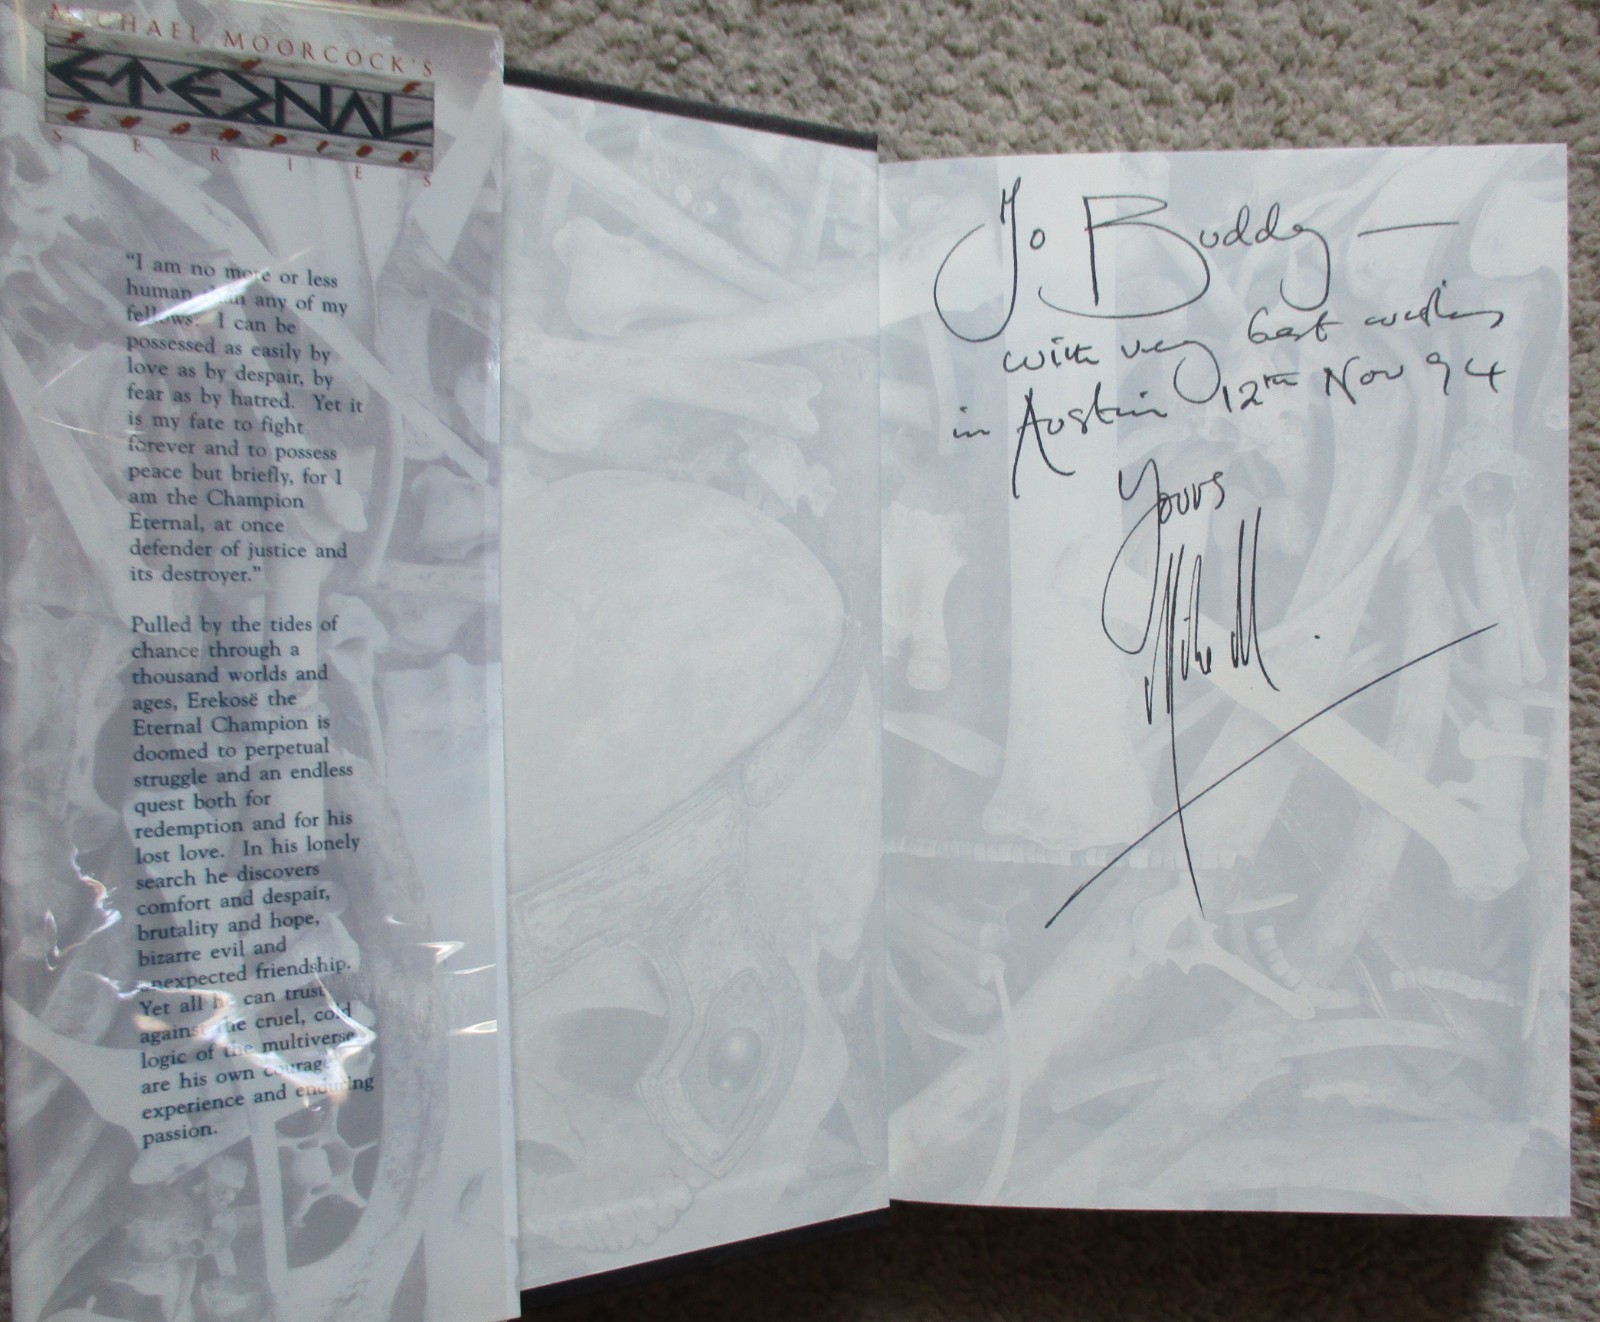 MICHAEL MOORCOCK'S
ETERNAL
CHAMPION
SERIES
"I am no more or less
human than any of my
fellows. I can be
possessed as easily by
love as by despair, by
fear as by hatred. Yet it
is my fate to fight
forever and to possess
peace but briefly, for I
am the Champion
Eternal, at once
defender of justice and
its destroyer."
Pulled by the tides of
chance through a
thousand worlds and
ages, Erekosë the
Eternal Champion is
doomed to perpetual
struggle and an endless
quest both for
redemption and for his
lost love. In his lonely
search he discovers
comfort and despair,
brutality and hope,
bizarre evil and
unexpected friendship.
Yet all he can trust
against the cruel, cold
logic of the multiverse
are his own courage,
experience and enduring
passion.
To Buddy —
with very best wishes
in Austin 12th Nov 94
Yours
Mike M.